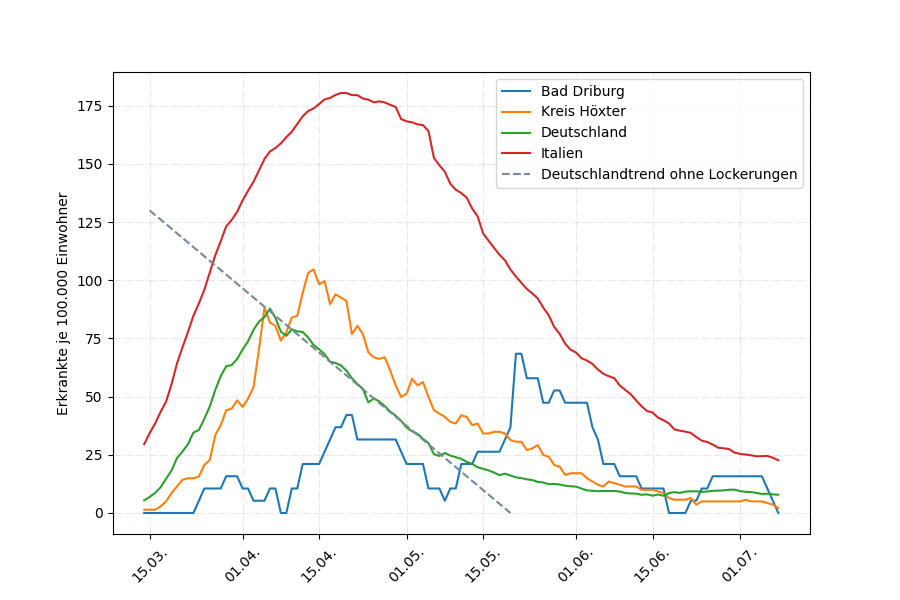 Erkrankte je 100.000 Einwohner
175
150
125
100
75
50
25
0
Bad Driburg
Kreis Höxter
Deutschland
Italien
Deutschlandtrend ohne Lockerungen
15.03.
01.04.
15.04.
01.05.
15.05.
01.06.
15.06.
01.07.